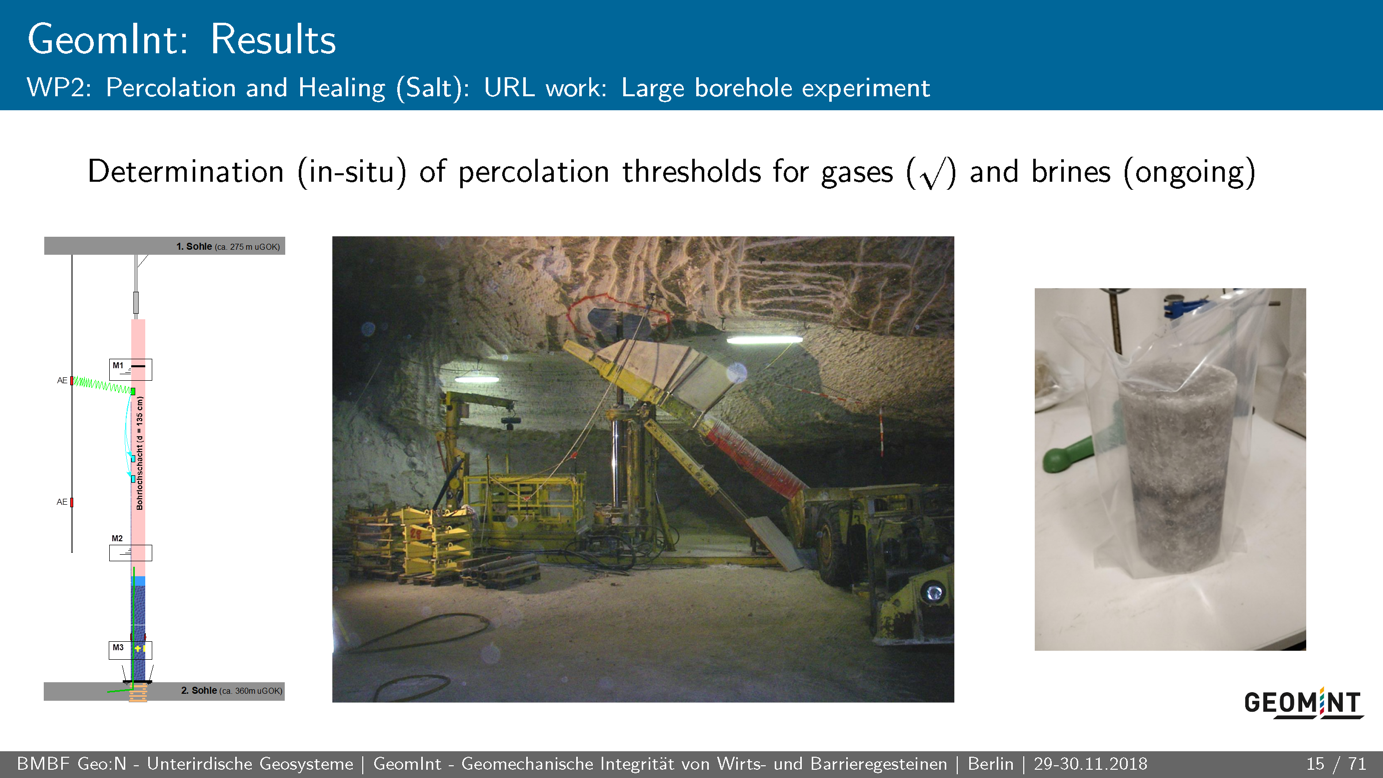 GeomInt: Results
WP2: Percolation and Healing (Salt): URL work: Large borehole experiment
Determination (in-situ) of percolation thresholds for gases (√) and brines (ongoing)
1. Sohle (ca. 275 m uGOK)
M1
AE
Bohrlochschacht (d = 135 cm)
AE
M2
M3
2. Sohle (ca. 360m uGOK)
GEOMINT
BMBF Geo:N - Unterirdische Geosysteme | GeomInt - Geomechanische Integrität von Wirts- und Barrieregesteinen | Berlin | 29-30.11.2018
15 / 71